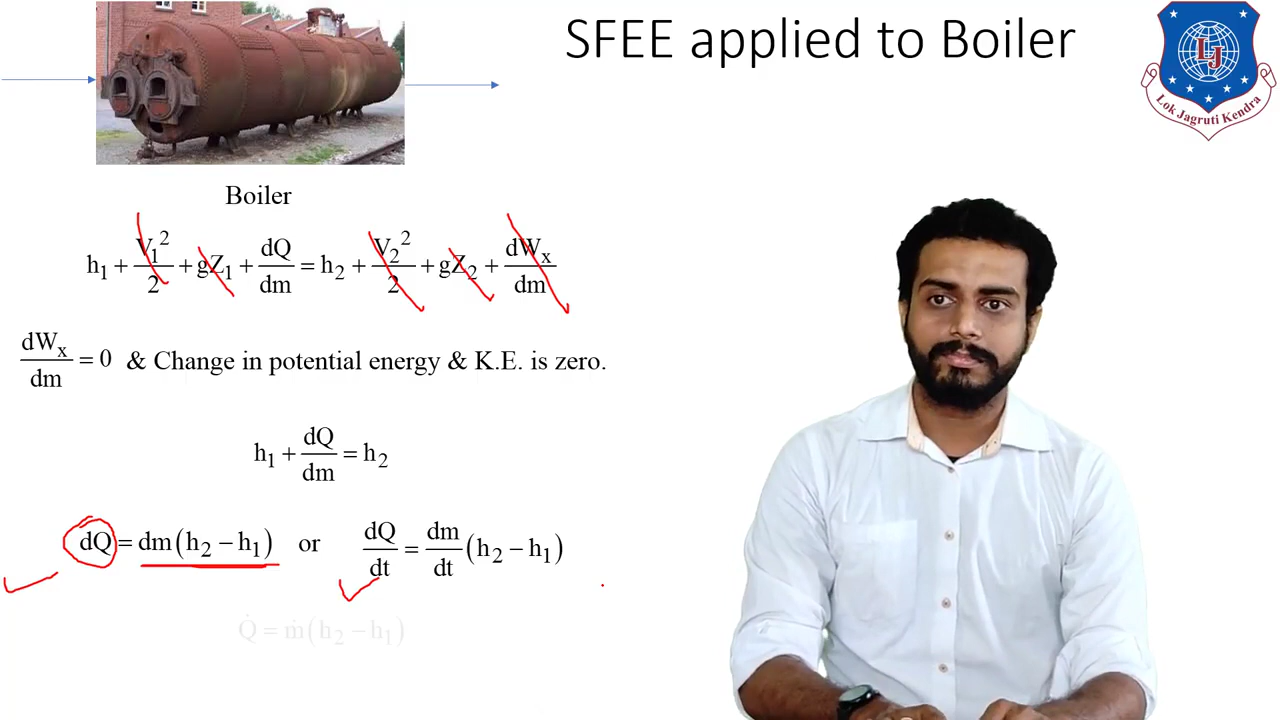 SFEE applied to Boiler
LJ
Lok Jagruti Kendra
Boiler
h₁ + V₁²/2 + gZ₁ + dQ/dm = h₂ + V₂²/2 + gZ₂ + dWₓ/dm
dWₓ/dm = 0 & Change in potential energy & K.E. is zero.
h₁ + dQ/dm = h₂
dQ = dm(h₂ − h₁) or dQ/dt = dm/dt (h₂ − h₁)
Q̇ = ṁ(h₂ − h₁)